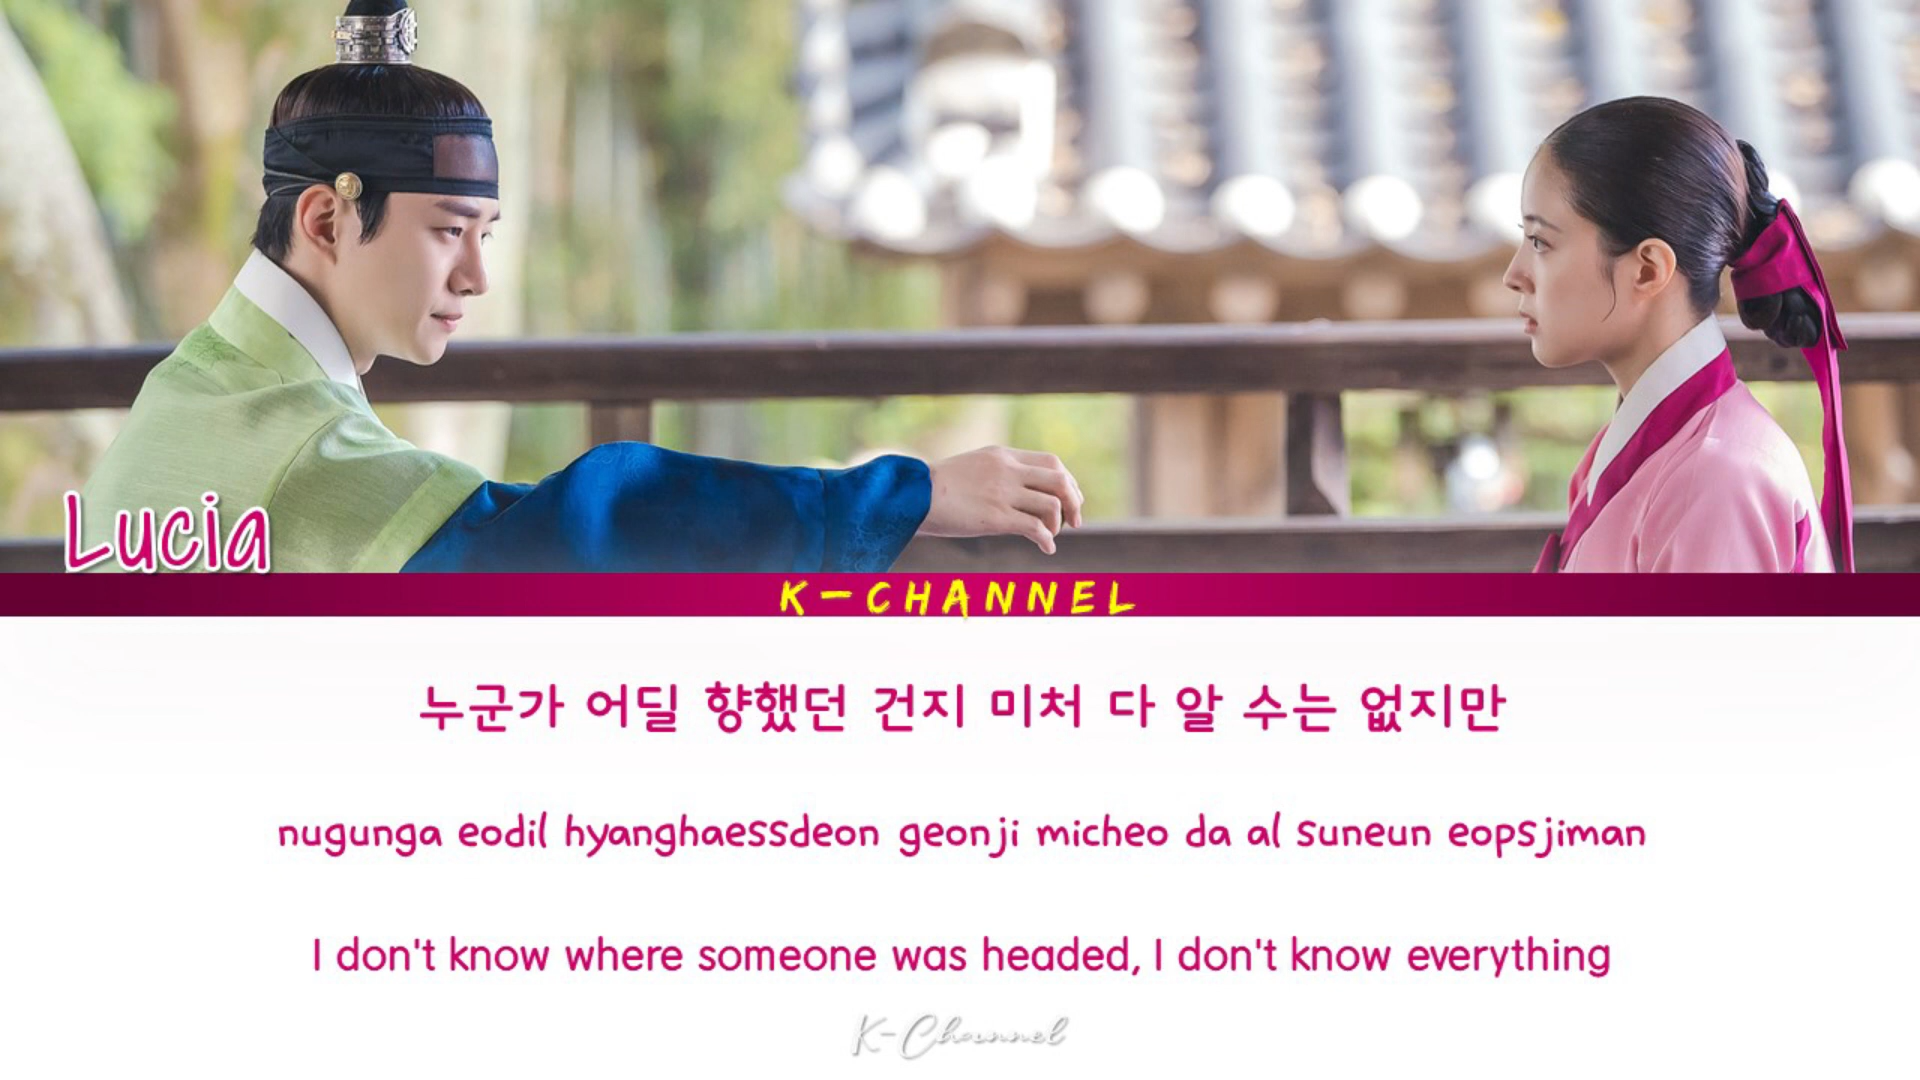 Lucia
K-CHANNEL
누군가 어딜 향했던 건지 미처 다 알 수는 없지만
nugunga eodil hyanghaessdeon geonji micheo da al suneun eopsjiman
I don't know where someone was headed, I don't know everything
K-Channel